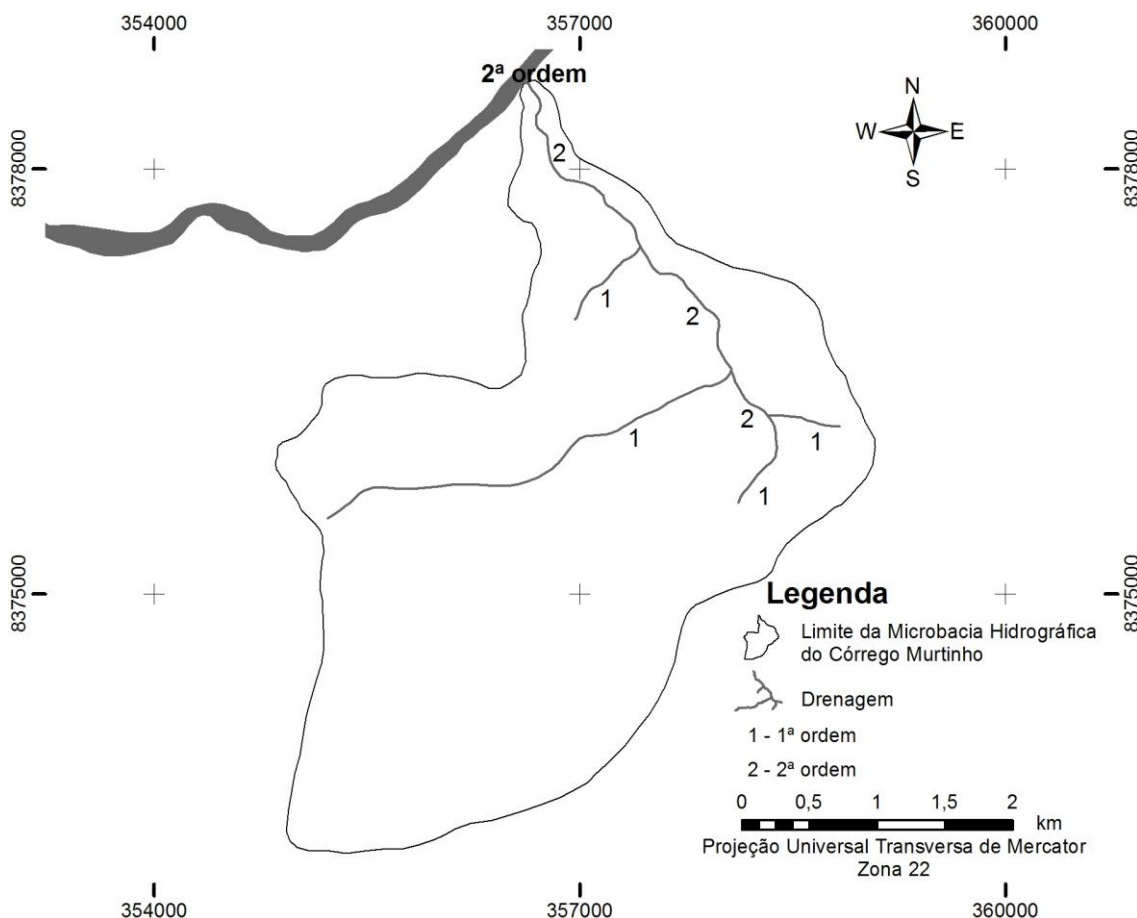 354000
357000
360000
2ª ordem
N
W
E
S
8378000
8378000
2
1
2
2
1
1
1
8375000
8375000
Legenda
Limite da Microbacia Hidrográfica
do Córrego Murtinho
Drenagem
1 - 1ª ordem
2 - 2ª ordem
0 0,5 1 1,5 2
km
Projeção Universal Transversa de Mercator
Zona 22
354000
357000
360000